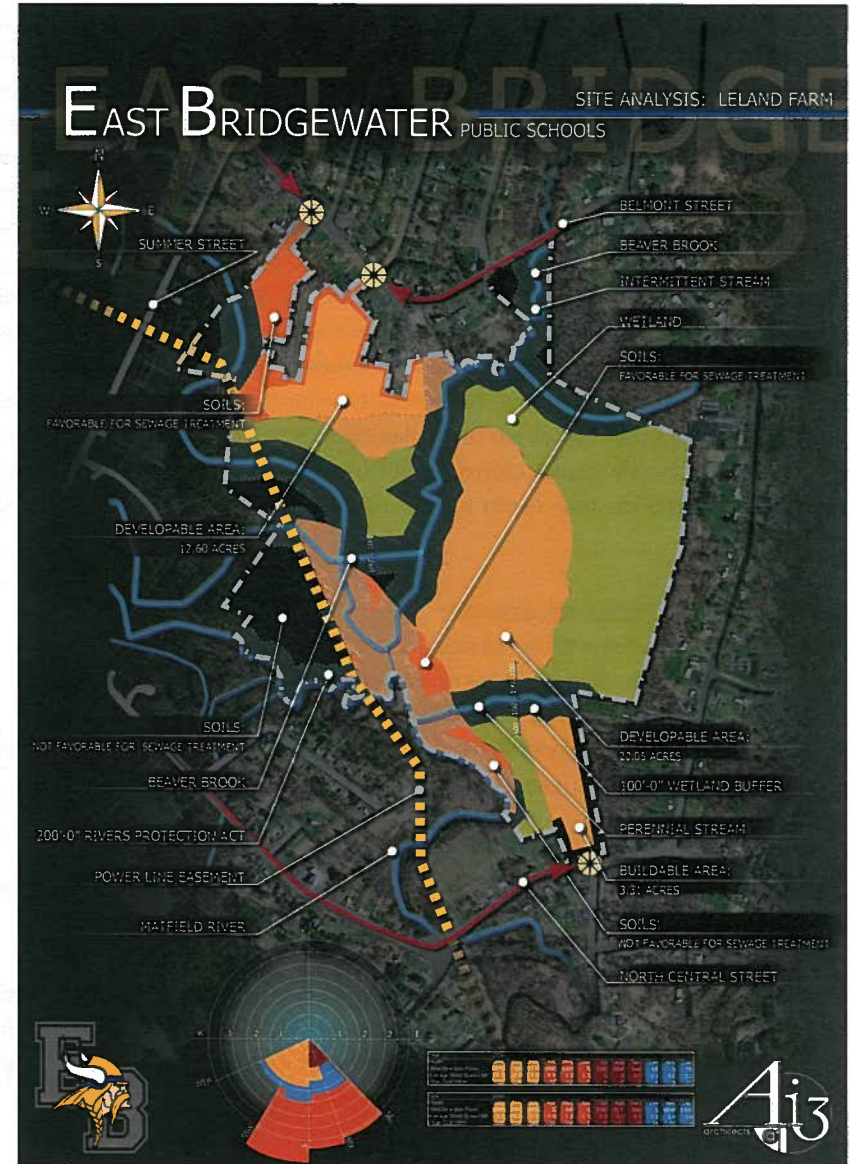 EAST BRIDGE
SITE ANALYSIS: LELAND FARM
EAST BRIDGEWATER PUBLIC SCHOOLS
N
W
E
S
SUMMER STREET
BELMONT STREET
BEAVER BROOK
INTERMITTENT STREAM
WETLAND
SOILS:
FAVORABLE FOR SEWAGE TREATMENT
SOILS:
FAVORABLE FOR SEWAGE TREATMENT
DEVELOPABLE AREA:
12.60 ACRES
SOILS:
NOT FAVORABLE FOR SEWAGE TREATMENT
BEAVER BROOK
200'-0" RIVERS PROTECTION ACT
POWER LINE EASEMENT
MATFIELD RIVER
DEVELOPABLE AREA:
22.05 ACRES
100'-0" WETLAND BUFFER
PERENNIAL STREAM
BUILDABLE AREA:
3.31 ACRES
SOILS:
NOT FAVORABLE FOR SEWAGE TREATMENT
NORTH CENTRAL STREET
EB
Ai3
architects